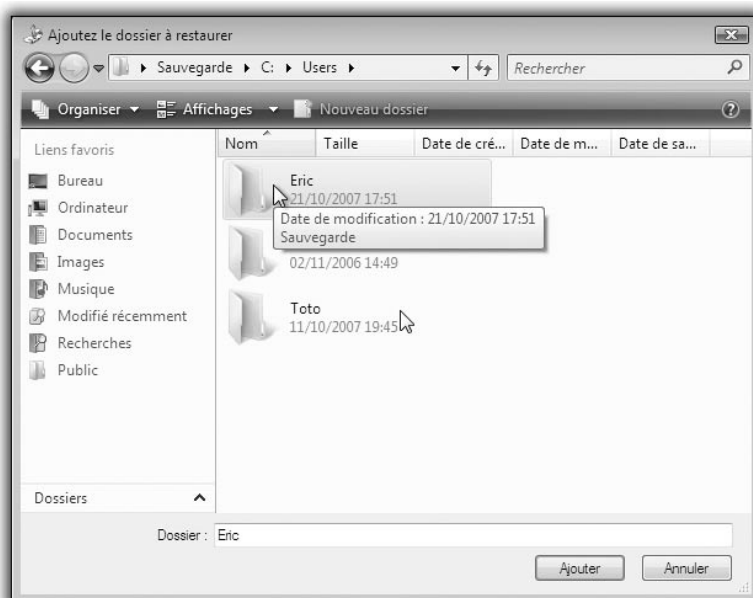 Ajoutez le dossier à restaurer
Sauvegarde C: Users Rechercher
Organiser Affichages Nouveau dossier
Liens favoris
Bureau
Ordinateur
Documents
Images
Musique
Modifié récemment
Recherches
Public
Dossiers
Nom Taille Date de cré... Date de m... Date de sa...
Eric
21/10/2007 17:51
Date de modification : 21/10/2007 17:51
Sauvegarde
02/11/2006 14:49
Toto
11/10/2007 19:45
Dossier : Eric
Ajouter Annuler